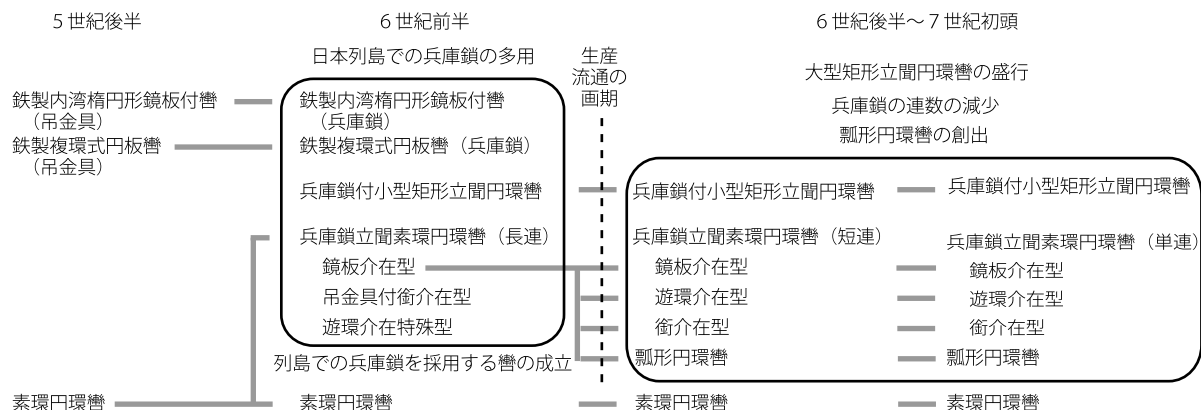 5世紀後半
6世紀前半
6世紀後半～7世紀初頭
日本列島での兵庫鎖の多用
生産
流通の
画期
大型矩形立聞円環轡の盛行
兵庫鎖の連数の減少
瓢形円環轡の創出
鉄製内湾楕円形鏡板付轡
（吊金具）
鉄製複環式円板轡
（吊金具）
鉄製内湾楕円形鏡板付轡
（兵庫鎖）
鉄製複環式円板轡（兵庫鎖）
兵庫鎖付小型矩形立聞円環轡
兵庫鎖立聞素環円環轡（長連）
鏡板介在型
吊金具付銜介在型
遊環介在特殊型
列島での兵庫鎖を採用する轡の成立
兵庫鎖付小型矩形立聞円環轡
兵庫鎖立聞素環円環轡（短連）
鏡板介在型
遊環介在型
銜介在型
瓢形円環轡
兵庫鎖付小型矩形立聞円環轡
兵庫鎖立聞素環円環轡（単連）
鏡板介在型
遊環介在型
銜介在型
瓢形円環轡
素環円環轡
素環円環轡
素環円環轡
素環円環轡